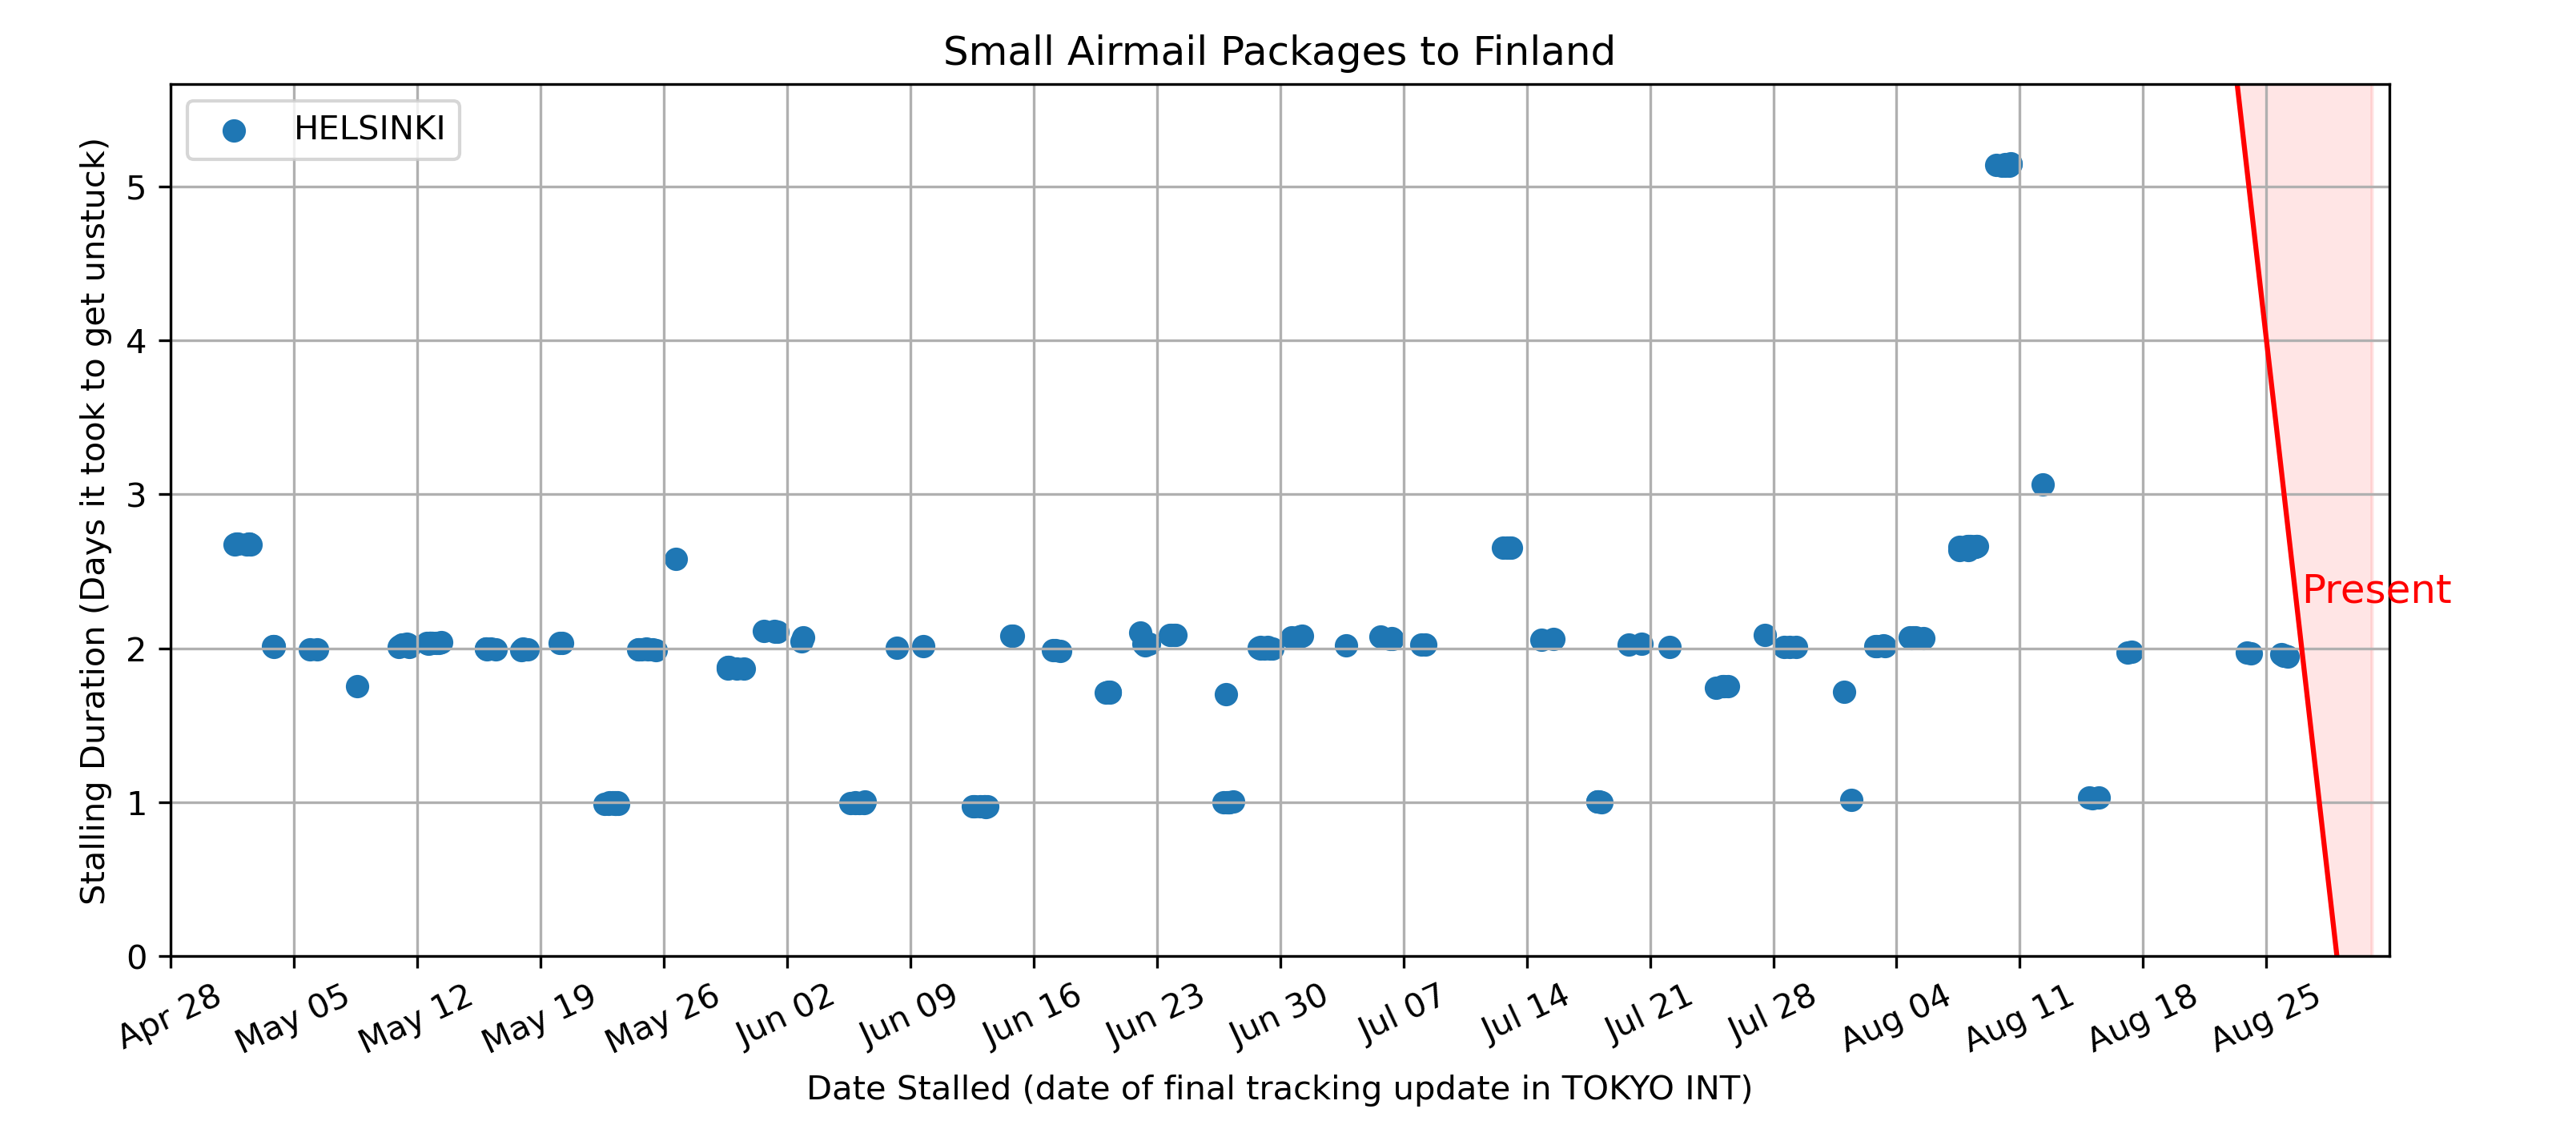 Small Airmail Packages to Finland
HELSINKI
Stalling Duration (Days it took to get unstuck)
5
4
3
2
1
0
Present
Apr 28
May 05
May 12
May 19
May 26
Jun 02
Jun 09
Jun 16
Jun 23
Jun 30
Jul 07
Jul 14
Jul 21
Jul 28
Aug 04
Aug 11
Aug 18
Aug 25
Date Stalled (date of final tracking update in TOKYO INT)